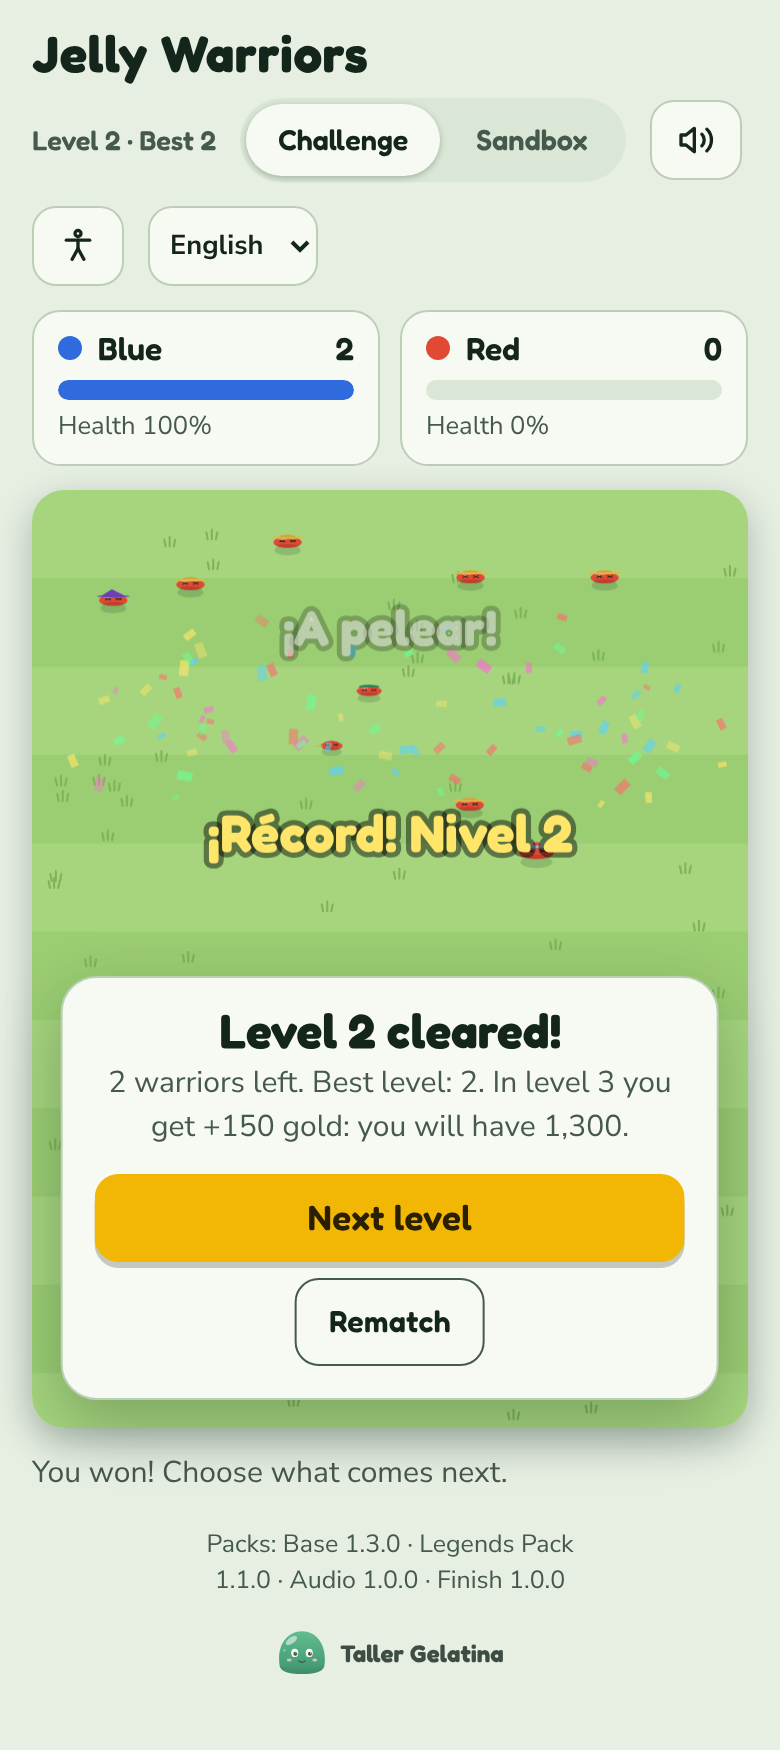 Jelly Warriors
Level 2 · Best 2
Challenge
Sandbox
English
Blue
2
Health 100%
Red
0
Health 0%
¡A pelear!
¡Récord! Nivel 2
Level 2 cleared!
2 warriors left. Best level: 2. In level 3 you
get +150 gold: you will have 1,300.
Next level
Rematch
You won! Choose what comes next.
Packs: Base 1.3.0 · Legends Pack
1.1.0 · Audio 1.0.0 · Finish 1.0.0
Taller Gelatina